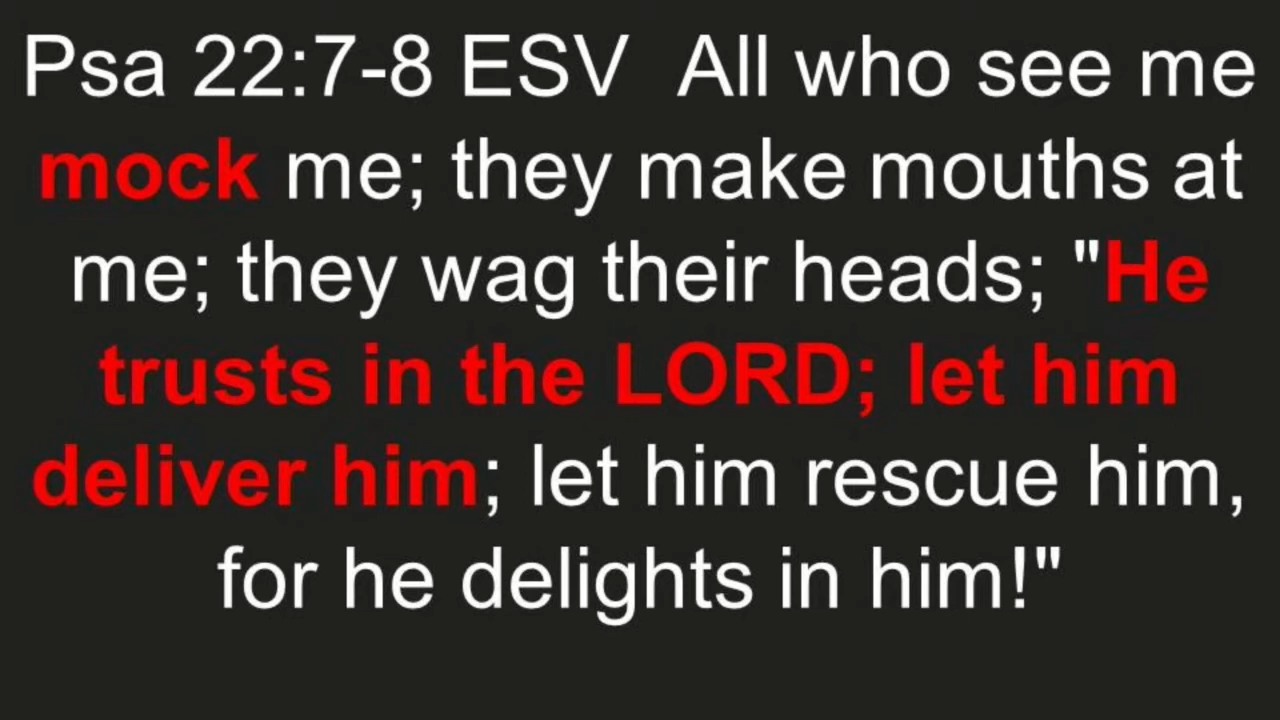 Psa 22:7-8 ESV  All who see me
mock me; they make mouths at
me; they wag their heads; "He
trusts in the LORD; let him
deliver him; let him rescue him,
for he delights in him!"